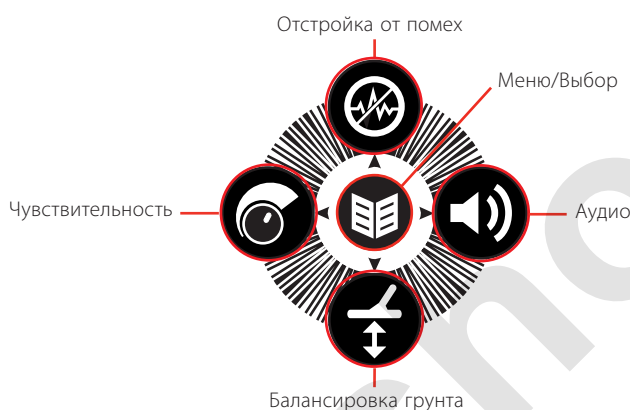 Отстройка от помех
Меню/Выбор
Чувствительность
Аудио
Балансировка грунта